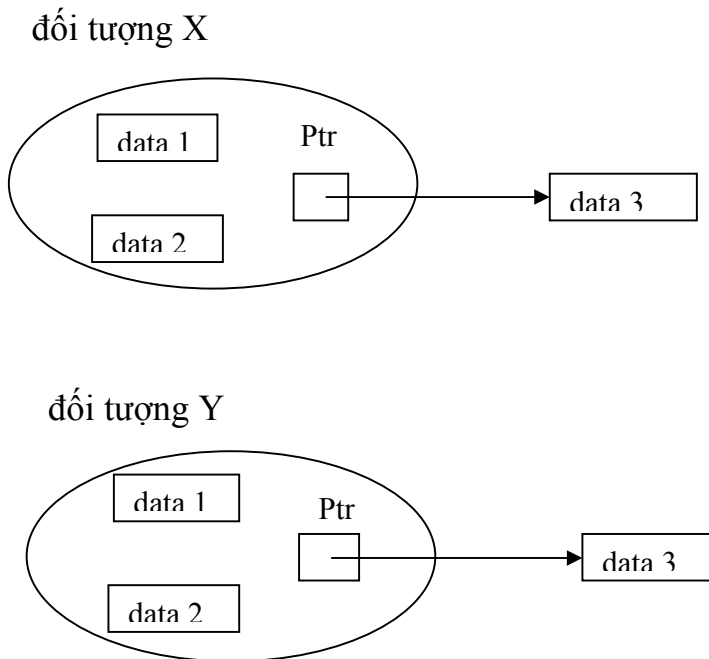 đối tượng X
data 1
Ptr
data 2
data 3
đối tượng Y
data 1
Ptr
data 2
data 3